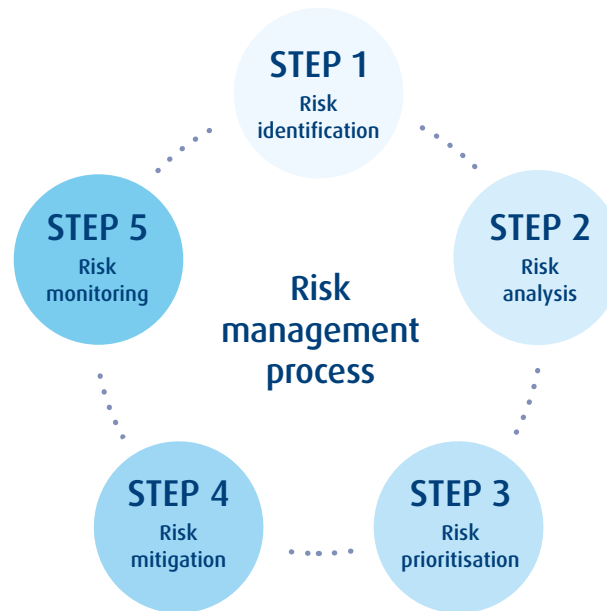 STEP 1
Risk
identification
STEP 2
Risk
analysis
STEP 3
Risk
prioritisation
STEP 4
Risk
mitigation
STEP 5
Risk
monitoring
Risk
management
process